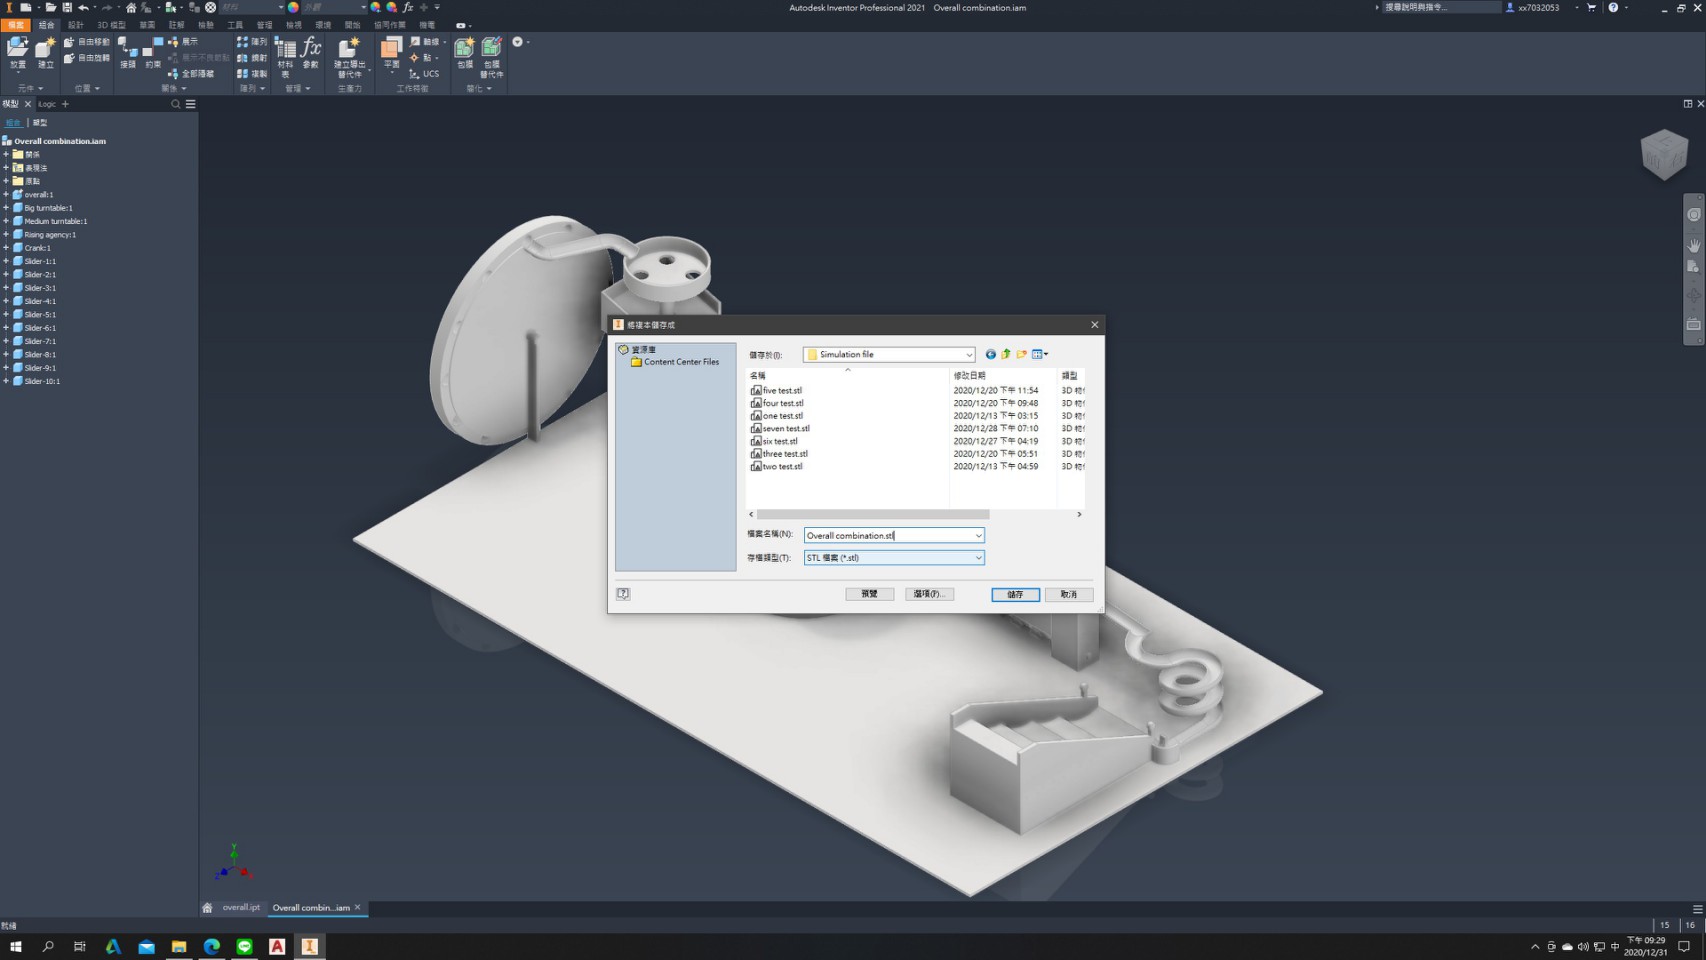 Autodesk Inventor Professional 2021 Overall combination.iam
搜尋說明與指令...
xx7032053
檔案 組合 設計 3D 模型 草圖 註解 檢驗 工具 管理 檢視 環境 開始 協同作業 機電
放置 建立
自由移動
自由旋轉
接頭 約束
展示
展示不良驅點
全部隱藏
陣列
鏡射
複製
材料表 參數
建立導出替代件
平面
軸線
點
UCS
包膜 包膜替代件
元件 位置 關係 陣列 管理 生產力 工作特徵 簡化
模型 iLogic
組合 類型
Overall combination.iam
關係
表現法
原點
overall:1
Big turntable:1
Medium turntable:1
Rising agency:1
Crank:1
Slider-1:1
Slider-2:1
Slider-3:1
Slider-4:1
Slider-5:1
Slider-6:1
Slider-7:1
Slider-8:1
Slider-9:1
Slider-10:1
將複本儲存成
資源庫
Content Center Files
儲存於(I): Simulation file
名稱 修改日期 類型
five test.stl 2020/12/20 下午 11:54 3D 物件
four test.stl 2020/12/20 下午 09:48 3D 物件
one test.stl 2020/12/13 下午 03:15 3D 物件
seven test.stl 2020/12/28 下午 07:10 3D 物件
six test.stl 2020/12/27 下午 04:19 3D 物件
three test.stl 2020/12/20 下午 05:51 3D 物件
two test.stl 2020/12/13 下午 04:59 3D 物件
檔案名稱(N): Overall combination.stl
存檔類型(T): STL 檔案 (*.stl)
預覽 選項(P)... 儲存 取消
Y
Z
X
overall.ipt Overall combin...iam
就緒
15 16
中
下午 09:29
2020/12/31